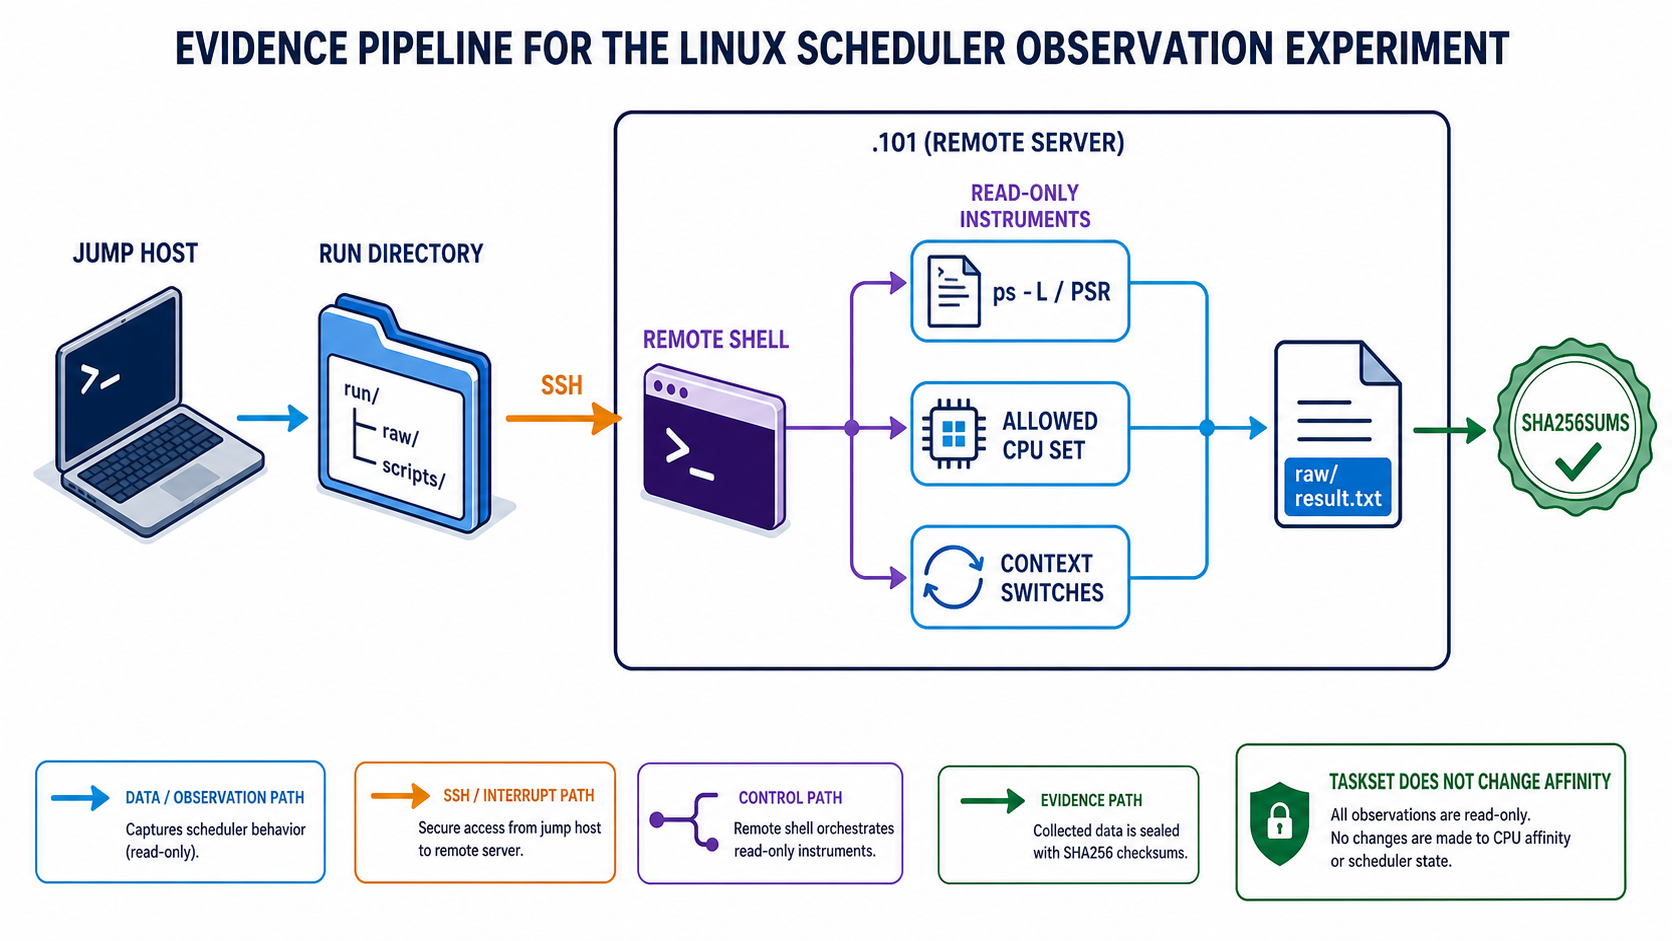 EVIDENCE PIPELINE FOR THE LINUX SCHEDULER OBSERVATION EXPERIMENT
.101 (REMOTE SERVER)
READ-ONLY
INSTRUMENTS
JUMP HOST
RUN DIRECTORY
>_
run/
raw/
scripts/
SSH
REMOTE SHELL
>_
ps -L / PSR
ALLOWED
CPU SET
CONTEXT
SWITCHES
raw/
result.txt
SHA256SUMS
DATA / OBSERVATION PATH
Captures scheduler behavior
(read-only).
SSH / INTERRUPT PATH
Secure access from jump host
to remote server.
CONTROL PATH
Remote shell orchestrates
read-only instruments.
EVIDENCE PATH
Collected data is sealed
with SHA256 checksums.
TASKSET DOES NOT CHANGE AFFINITY
All observations are read-only.
No changes are made to CPU affinity
or scheduler state.